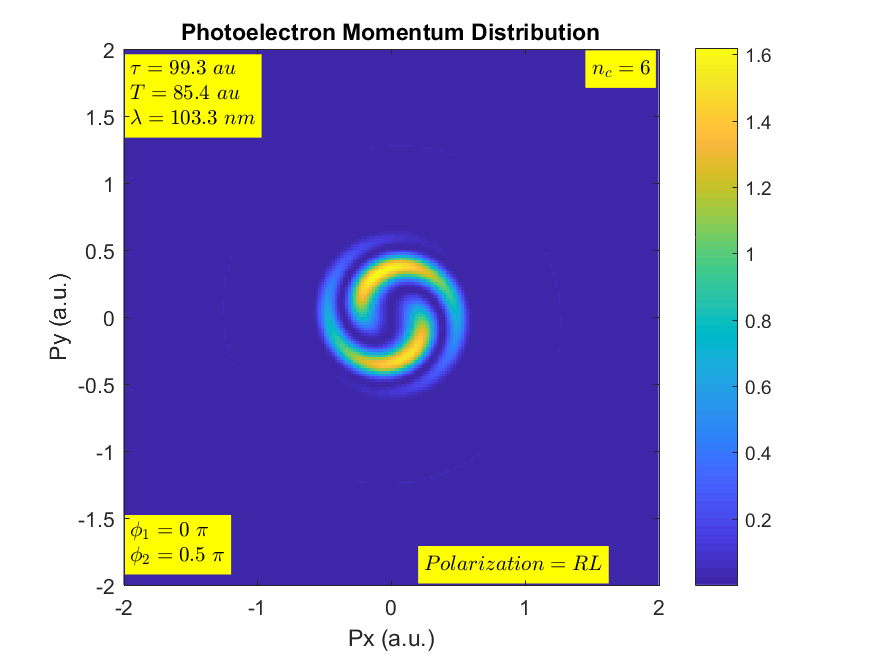 Photoelectron Momentum Distribution
τ = 99.3 au
T = 85.4 au
λ = 103.3 nm
n_c = 6
ϕ₁ = 0 π
ϕ₂ = 0.5 π
Polarization = RL
2
1.5
1
0.5
0
-0.5
-1
-1.5
-2
Py (a.u.)
-2
-1
0
1
2
Px (a.u.)
1.6
1.4
1.2
1
0.8
0.6
0.4
0.2